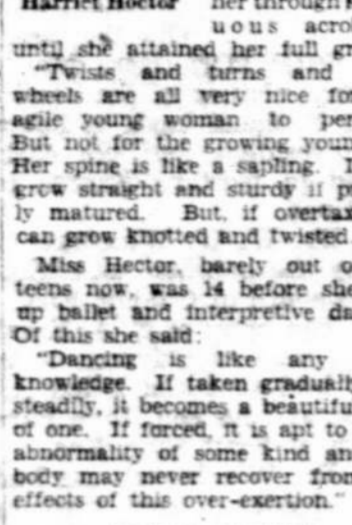 Harriet Hoctor her through
uous acro
until she attained her full gr
"Twists and turns and
wheels are all very nice fo
agile young woman to per
But not for the growing youn
Her spine is like a sapling. I
grow straight and sturdy if p
ly matured. But, if overtax
can grow knotted and twisted
Miss Hector, barely out o
teens now, was 14 before she
up ballet and interpretive da
Of this she said:
"Dancing is like any
knowledge. If taken graduall
steadily, it becomes a beautifu
of one. If forced, it is apt to
abnormality of some kind an
body may never recover from
effects of this over-exertion."